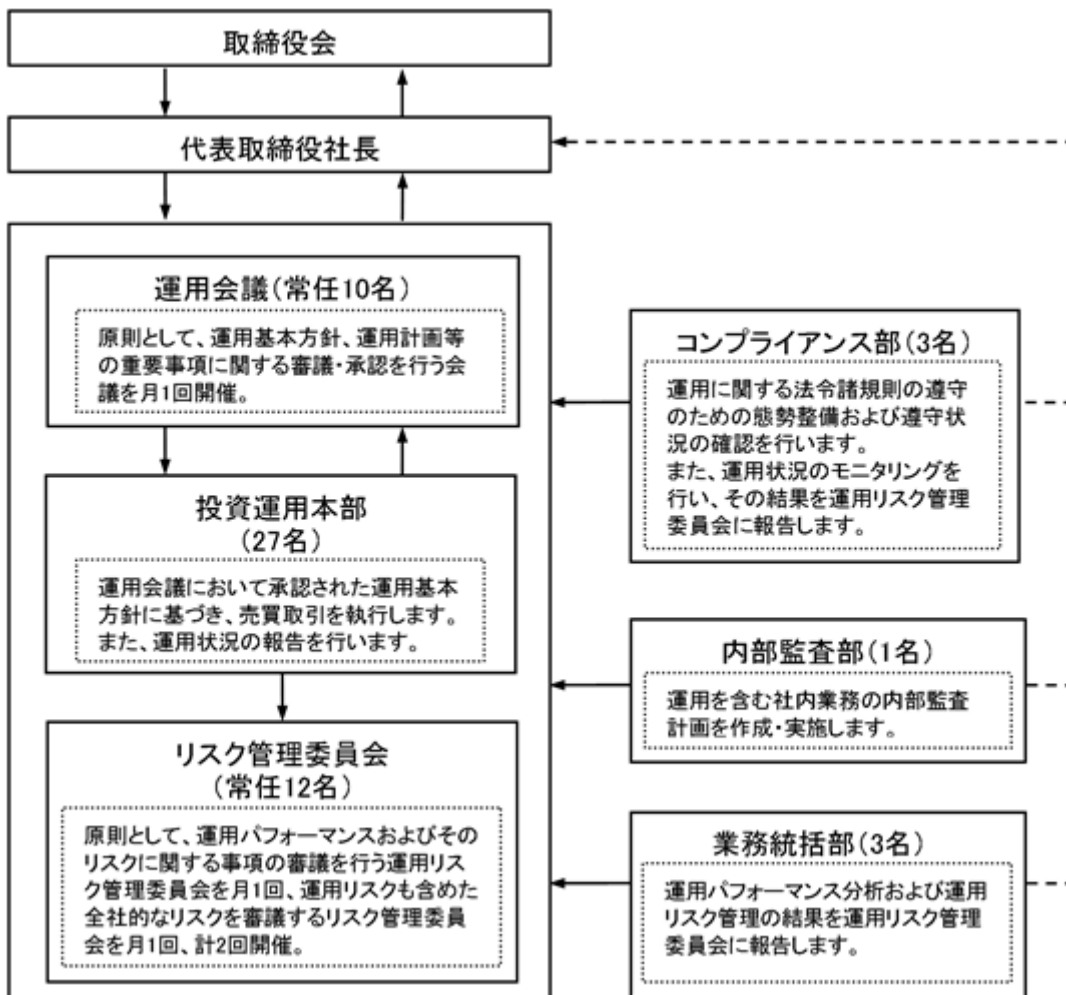 取締役会
代表取締役社長
運用会議(常任10名)
原則として、運用基本方針、運用計画等
の重要事項に関する審議・承認を行う会
議を月1回開催。
投資運用本部
(27名)
運用会議において承認された運用基本
方針に基づき、売買取引を執行します。
また、運用状況の報告を行います。
リスク管理委員会
(常任12名)
原則として、運用パフォーマンスおよびその
リスクに関する事項の審議を行う運用リス
ク管理委員会を月1回、運用リスクも含めた
全社的なリスクを審議するリスク管理委員
会を月1回、計2回開催。
コンプライアンス部(3名)
運用に関する法令諸規則の遵守
のための態勢整備および遵守状
況の確認を行います。
また、運用状況のモニタリングを
行い、その結果を運用リスク管理
委員会に報告します。
内部監査部(1名)
運用を含む社内業務の内部監査
計画を作成・実施します。
業務統括部(3名)
運用パフォーマンス分析および運用
リスク管理の結果を運用リスク管理
委員会に報告します。